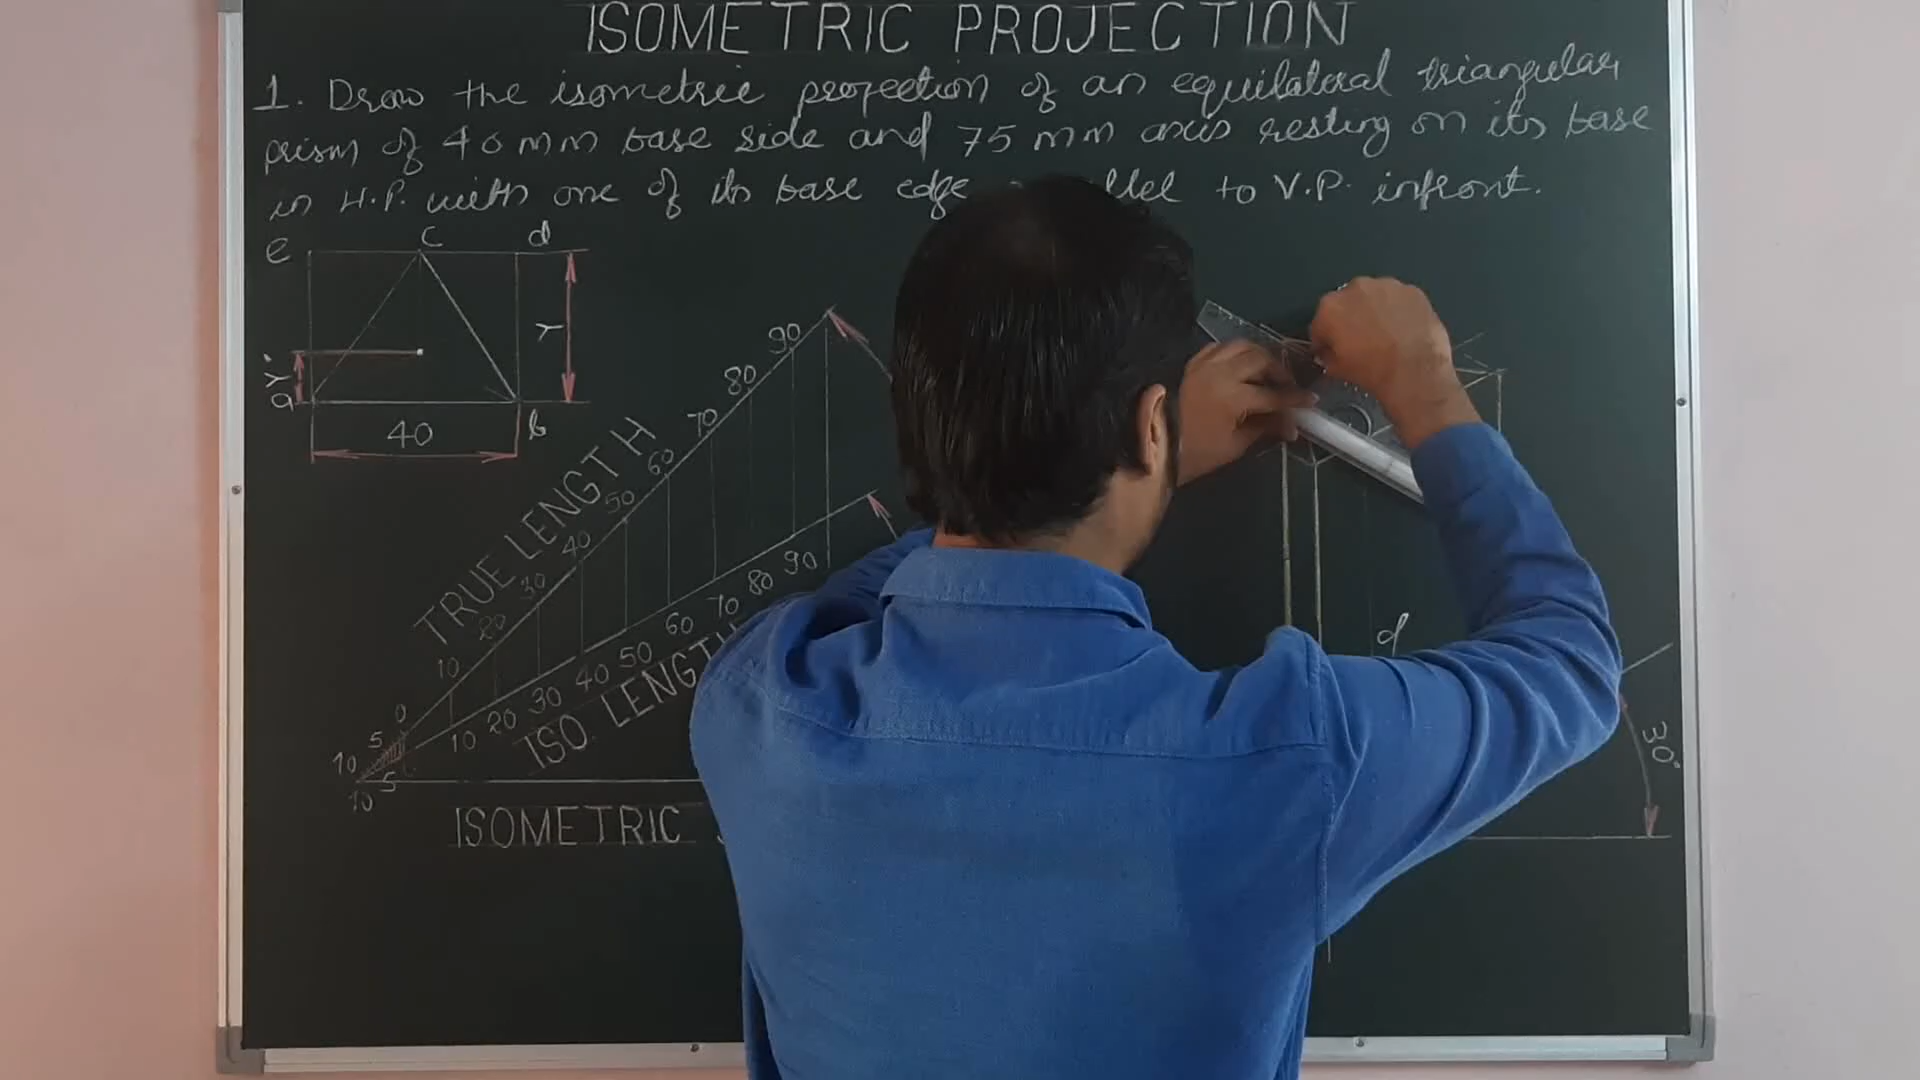 ISOMETRIC PROJECTION
1. Draw the isometric projection of an equilateral triangular
prism of 40 mm base side and 75 mm axis resting on its base
in H.P. with one of its base edge to V.P. infront.
e c d
Y
Y'
a b
40
TRUE LENGTH
10 5 0 10 20 30 40 50 60 70 80 90
10 5 10 20 30 40 50 60 70 80 90
ISO. LENGTH
ISOMETRIC
d
30°